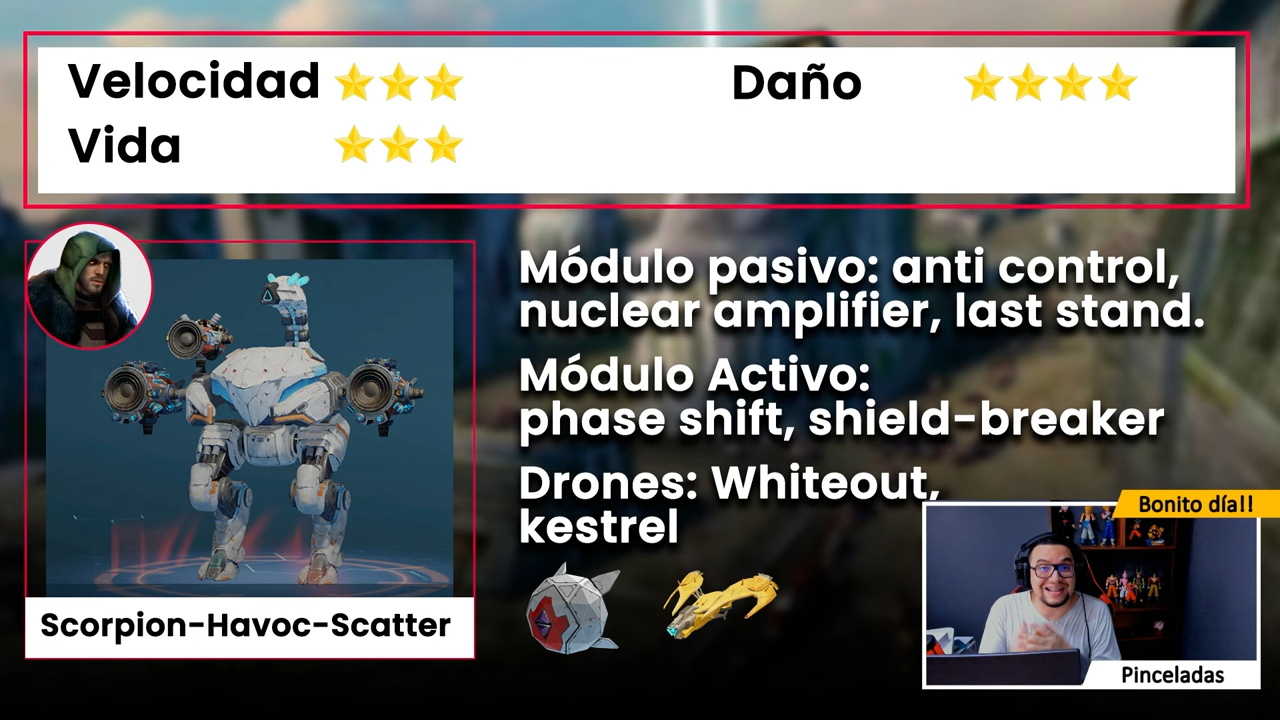 Velocidad
Daño
Vida
Módulo pasivo: anti control,
nuclear amplifier, last stand.
Módulo Activo:
phase shift, shield-breaker
Drones: Whiteout,
kestrel
Scorpion-Havoc-Scatter
Bonito día!!
Pinceladas